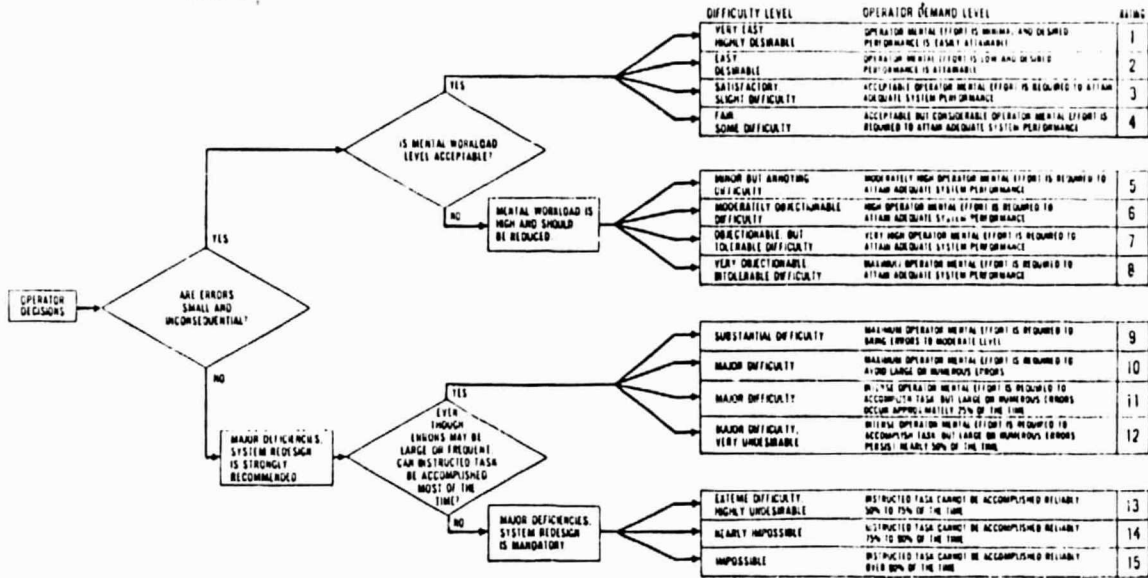 DIFFICULTY LEVEL OPERATOR DEMAND LEVEL RATING
VERY EASY
HIGHLY DESIRABLE
OPERATOR MENTAL EFFORT IS MINIMAL AND DESIRED
PERFORMANCE IS EASILY ATTAINABLE
1
EASY
DESIRABLE
OPERATOR MENTAL EFFORT IS LOW AND DESIRED
PERFORMANCE IS ATTAINABLE
2
SATISFACTORY
SLIGHT DIFFICULTY
ACCEPTABLE OPERATOR MENTAL EFFORT IS REQUIRED TO ATTAIN
ADEQUATE SYSTEM PERFORMANCE
3
FAIR
SOME DIFFICULTY
ACCEPTABLE BUT CONSIDERABLE OPERATOR MENTAL EFFORT IS
REQUIRED TO ATTAIN ADEQUATE SYSTEM PERFORMANCE
4
YES
IS MENTAL WORKLOAD
LEVEL ACCEPTABLE?
NO
MENTAL WORKLOAD IS
HIGH AND SHOULD
BE REDUCED
MINOR BUT ANNOYING
DIFFICULTY
MODERATELY HIGH OPERATOR MENTAL EFFORT IS REQUIRED TO
ATTAIN ADEQUATE SYSTEM PERFORMANCE
5
MODERATELY OBJECTIONABLE
DIFFICULTY
HIGH OPERATOR MENTAL EFFORT IS REQUIRED TO
ATTAIN ADEQUATE SYSTEM PERFORMANCE
6
OBJECTIONABLE, BUT
TOLERABLE DIFFICULTY
VERY HIGH OPERATOR MENTAL EFFORT IS REQUIRED TO
ATTAIN ADEQUATE SYSTEM PERFORMANCE
7
VERY OBJECTIONABLE
INTOLERABLE DIFFICULTY
MAXIMUM OPERATOR MENTAL EFFORT IS REQUIRED TO
ATTAIN ADEQUATE SYSTEM PERFORMANCE
8
YES
OPERATOR
DECISIONS
ARE ERRORS
SMALL AND
INCONSEQUENTIAL?
NO
MAJOR DEFICIENCIES,
SYSTEM REDESIGN
IS STRONGLY
RECOMMENDED
YES
EVEN
THOUGH
ERRORS MAY BE
LARGE OR FREQUENT,
CAN INSTRUCTED TASK
BE ACCOMPLISHED
MOST OF THE
TIME?
NO
MAJOR DEFICIENCIES,
SYSTEM REDESIGN
IS MANDATORY
SUBSTANTIAL DIFFICULTY
MAXIMUM OPERATOR MENTAL EFFORT IS REQUIRED TO
BRING ERRORS TO MODERATE LEVEL
9
MAJOR DIFFICULTY
MAXIMUM OPERATOR MENTAL EFFORT IS REQUIRED TO
AVOID LARGE OR NUMEROUS ERRORS
10
MAJOR DIFFICULTY
INTENSE OPERATOR MENTAL EFFORT IS REQUIRED TO
ACCOMPLISH TASK, BUT LARGE OR NUMEROUS ERRORS
OCCUR APPROXIMATELY 25% OF THE TIME
11
MAJOR DIFFICULTY,
VERY UNDESIRABLE
INTENSE OPERATOR MENTAL EFFORT IS REQUIRED TO
ACCOMPLISH TASK BUT LARGE OR NUMEROUS ERRORS
PERSIST NEARLY 50% OF THE TIME
12
EXTEME DIFFICULTY,
HIGHLY UNDESIRABLE
INSTRUCTED TASK CANNOT BE ACCOMPLISHED RELIABLY
50% TO 75% OF THE TIME
13
NEARLY IMPOSSIBLE
INSTRUCTED TASK CANNOT BE ACCOMPLISHED RELIABLY
75% TO 90% OF THE TIME
14
IMPOSSIBLE
INSTRUCTED TASK CANNOT BE ACCOMPLISHED RELIABLY
OVER 90% OF THE TIME
15